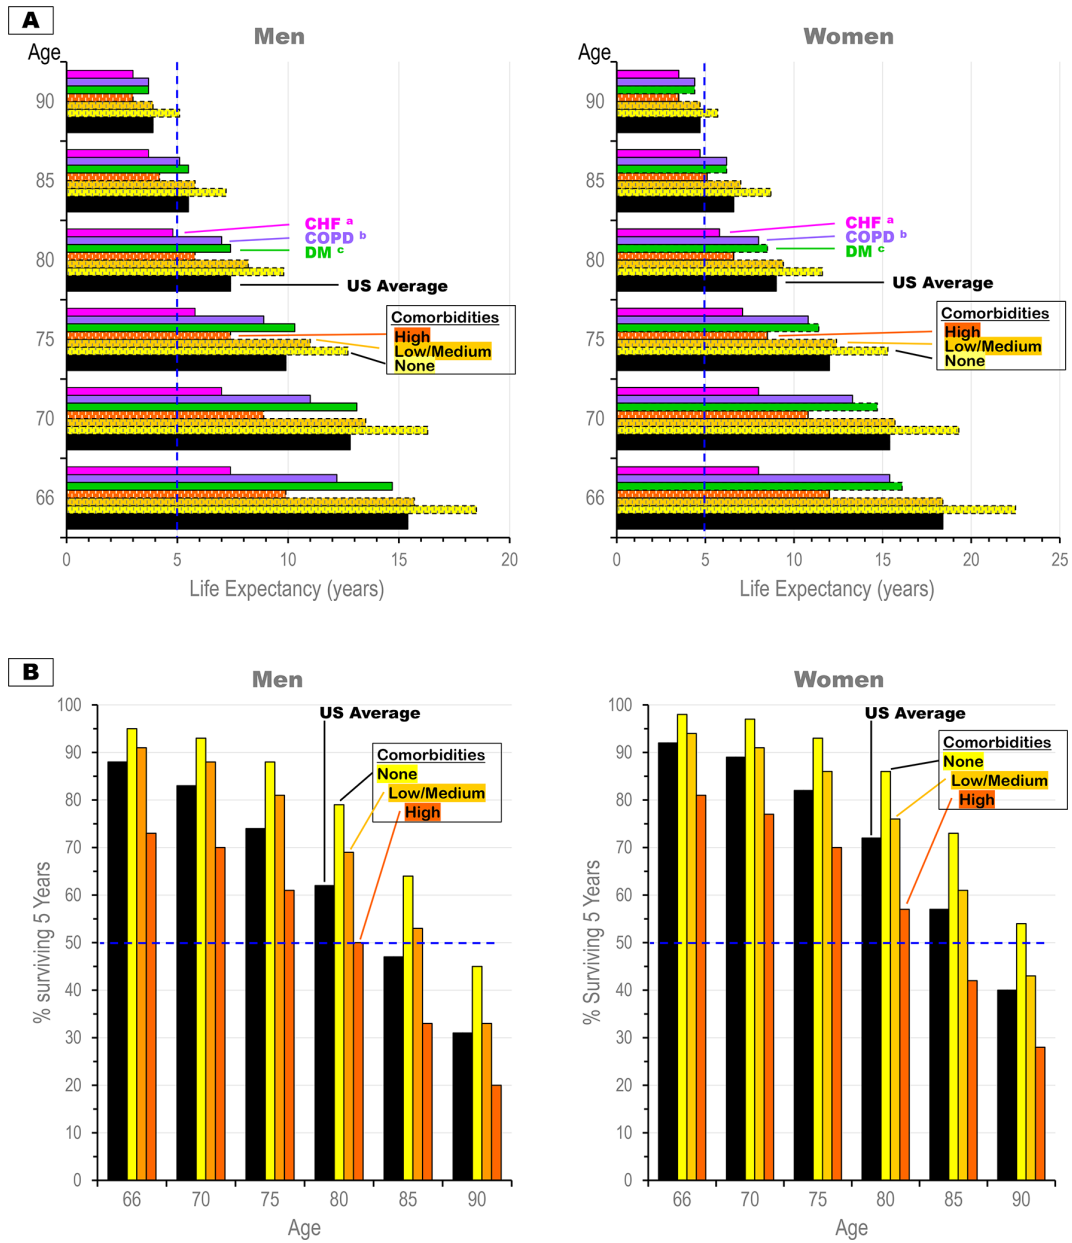 A
Men
Women
Age
Age
90
85
80
75
70
66
CHF a
COPD b
DM c
US Average
Comorbidities
High
Low/Medium
None
0 5 10 15 20
Life Expectancy (years)
90
85
80
75
70
66
CHF a
COPD b
DM c
US Average
Comorbidities
High
Low/Medium
None
0 5 10 15 20 25
Life Expectancy (years)
B
Men
Women
% surviving 5 Years
100
90
80
70
60
50
40
30
20
10
0
US Average
Comorbidities
None
Low/Medium
High
66 70 75 80 85 90
Age
% Surviving 5 Years
100
90
80
70
60
50
40
30
20
10
0
US Average
Comorbidities
None
Low/Medium
High
66 70 75 80 85 90
Age